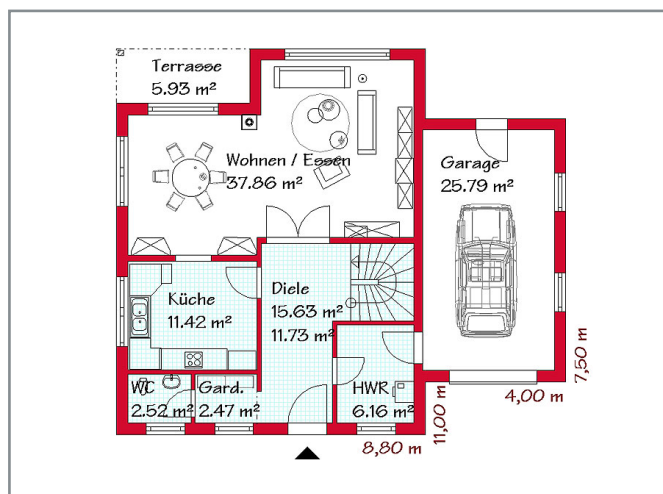 Terrasse
5.93 m²
Wohnen / Essen
37.86 m²
Garage
25.79 m²
Küche
11.42 m²
Diele
15.63 m²
11.73 m²
WC
2.52 m²
Gard.
2.47 m²
HWR
6.16 m²
8,80 m
11,00 m
4,00 m
7,50 m